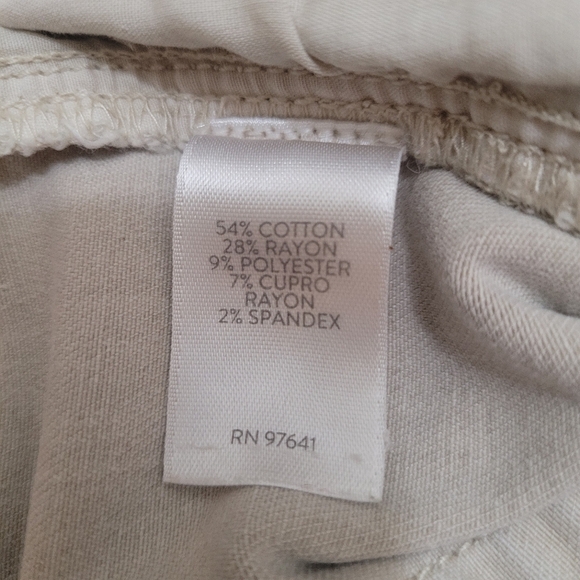 54% COTTON
28% RAYON
9% POLYESTER
7% CUPRO
RAYON
2% SPANDEX
RN 97641